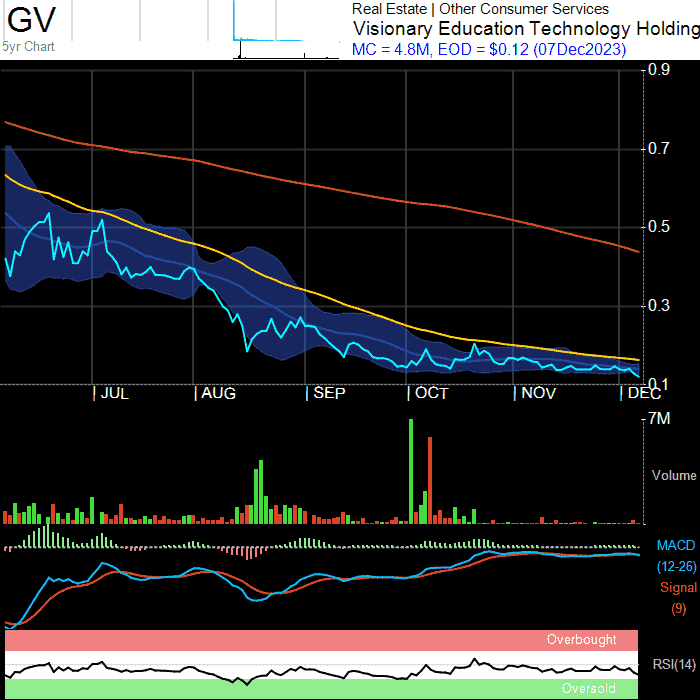 GV
5yr Chart
Real Estate | Other Consumer Services
Visionary Education Technology Holding
MC = 4.8M, EOD = $0.12 (07Dec2023)
0.9
0.7
0.5
0.3
0.1
| JUL | AUG | SEP | OCT | NOV | DEC
7M
Volume
MACD
(12-26)
Signal
(9)
Overbought
RSI(14)
Oversold